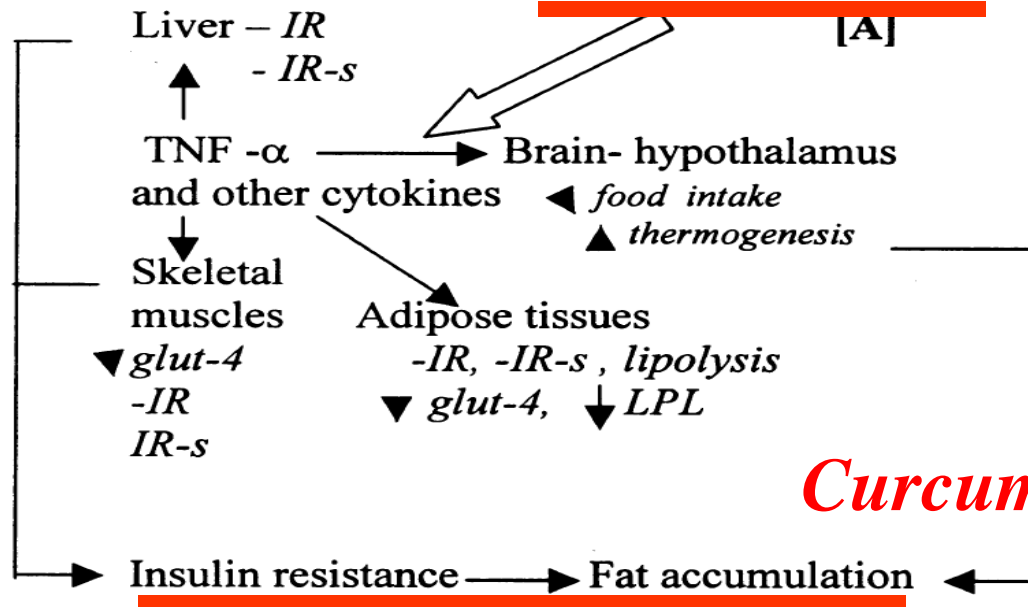 Liver – IR
- IR-s
[A]
TNF -α
and other cytokines
Brain- hypothalamus
food intake
thermogenesis
Skeletal
muscles
glut-4
-IR
IR-s
Adipose tissues
-IR, -IR-s , lipolysis
glut-4, LPL
Curcum
Insulin resistance
Fat accumulation